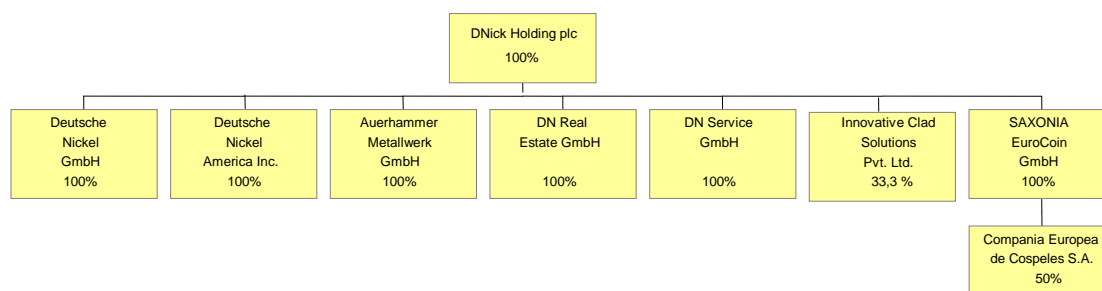 DNick Holding plc
100%
Deutsche
Nickel
GmbH
100%
Deutsche
Nickel
America Inc.
100%
Auerhammer
Metallwerk
GmbH
100%
DN Real
Estate GmbH
100%
DN Service
GmbH
100%
Innovative Clad
Solutions
Pvt. Ltd.
33,3 %
SAXONIA
EuroCoin
GmbH
100%
Compania Europea
de Cospeles S.A.
50%